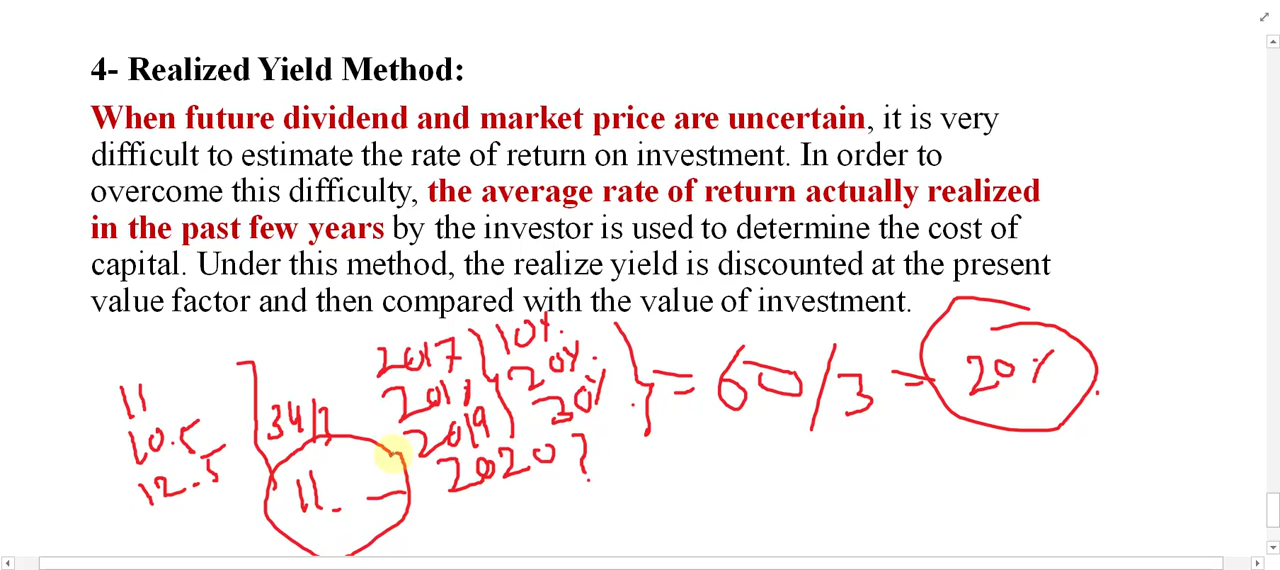 4- Realized Yield Method:
When future dividend and market price are uncertain, it is very
difficult to estimate the rate of return on investment. In order to
overcome this difficulty, the average rate of return actually realized
in the past few years by the investor is used to determine the cost of
capital. Under this method, the realize yield is discounted at the present
value factor and then compared with the value of investment.
2017 10%.
2020?
= 60/3 = 20%
2019
20%.
11
10.5
12.5
34/3
11. -